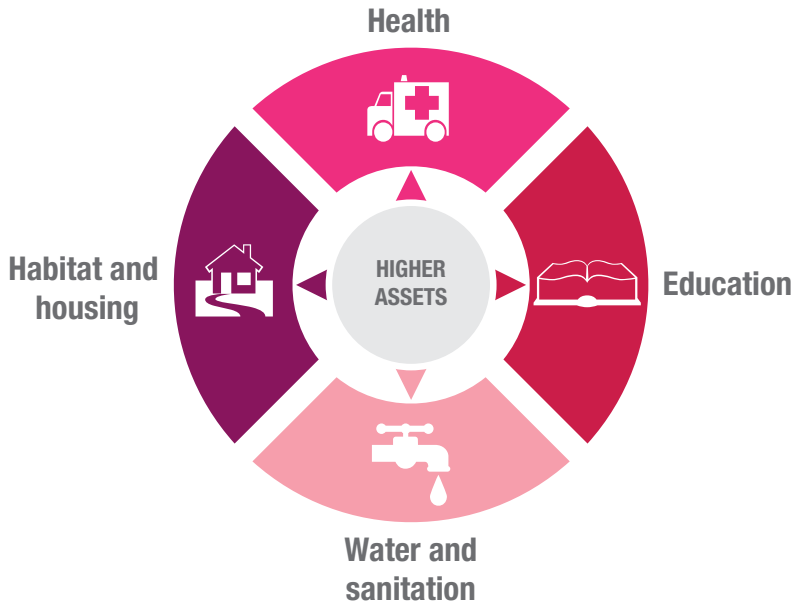 Health
Habitat and
housing
HIGHER
ASSETS
Education
Water and
sanitation